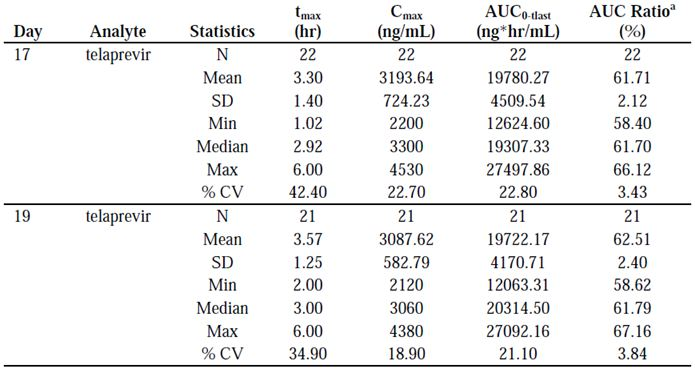 tmax Cmax AUC0-tlast AUC Ratioa
Day Analyte Statistics (hr) (ng/mL) (ng*hr/mL) (%)
17 telaprevir N 22 22 22 22
Mean 3.30 3193.64 19780.27 61.71
SD 1.40 724.23 4509.54 2.12
Min 1.02 2200 12624.60 58.40
Median 2.92 3300 19307.33 61.70
Max 6.00 4530 27497.86 66.12
% CV 42.40 22.70 22.80 3.43
19 telaprevir N 21 21 21 21
Mean 3.57 3087.62 19722.17 62.51
SD 1.25 582.79 4170.71 2.40
Min 2.00 2120 12063.31 58.62
Median 3.00 3060 20314.50 61.79
Max 6.00 4380 27092.16 67.16
% CV 34.90 18.90 21.10 3.84